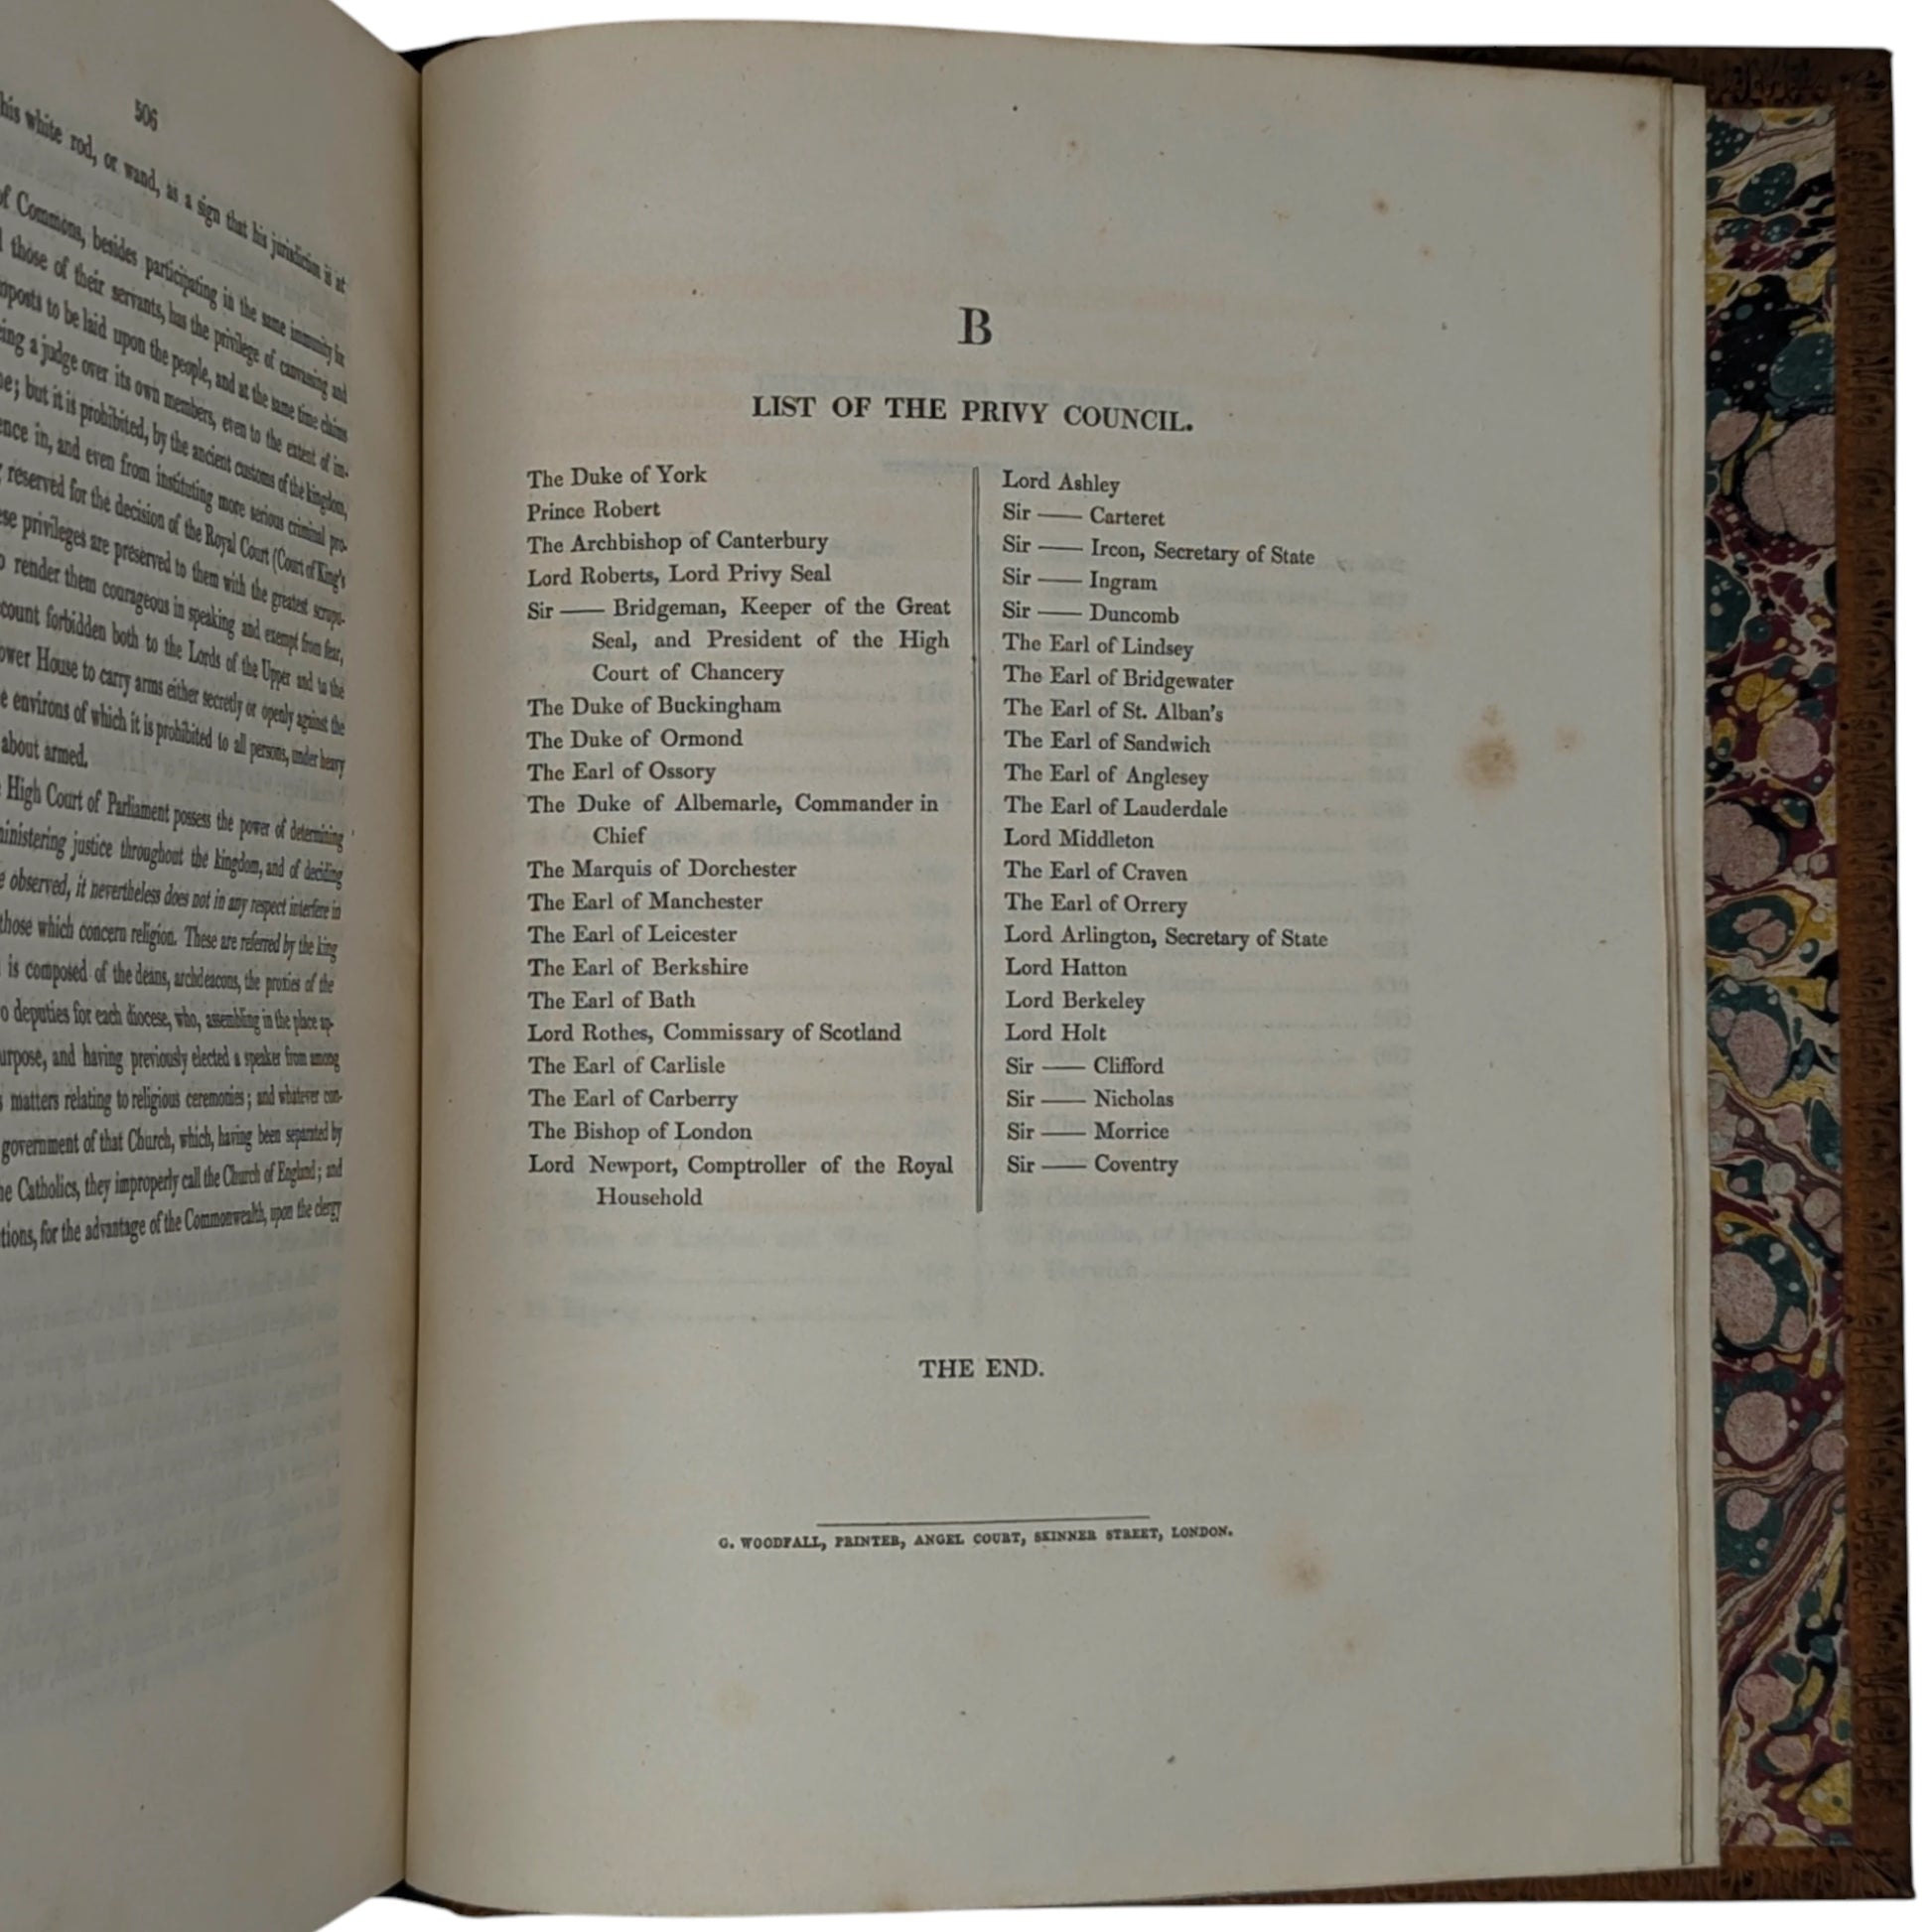 506
his white rod, or wand, as a sign that his jurisdiction is at
of Commons, besides participating in the same immunity for
those of their servants, has the privilege of canvassing and
to be laid upon the people, and at the same time claims
a judge over its own members, even to the extent of im-
but it is prohibited, by the ancient customs of the kingdom,
in, and even from instituting more serious criminal pro-
reserved for the decision of the Royal Court (Court of King's
privileges are preserved to them with the greatest scrupu-
render them courageous in speaking and exempt from fear,
forbidden both to the Lords of the Upper and to the
House to carry arms either secretly or openly against the
environs of which it is prohibited to all persons, under heavy
about armed.
High Court of Parliament possess the power of determining
justice throughout the kingdom, and of deciding
observed, it nevertheless does not in any respect interfere in
those which concern religion. These are referred by the king
is composed of the deans, archdeacons, the proxies of the
deputies for each diocese, who, assembling in the place ap-
and having previously elected a speaker from among
matters relating to religious ceremonies; and whatever con-
government of that Church, which, having been separated by
Catholics, they improperly call the Church of England; and
for the advantage of the Commonwealth, upon the clergy
B
LIST OF THE PRIVY COUNCIL.
The Duke of York
Prince Robert
The Archbishop of Canterbury
Lord Roberts, Lord Privy Seal
Sir —— Bridgeman, Keeper of the Great
Seal, and President of the High
Court of Chancery
The Duke of Buckingham
The Duke of Ormond
The Earl of Ossory
The Duke of Albemarle, Commander in
Chief
The Marquis of Dorchester
The Earl of Manchester
The Earl of Leicester
The Earl of Berkshire
The Earl of Bath
Lord Rothes, Commissary of Scotland
The Earl of Carlisle
The Earl of Carberry
The Bishop of London
Lord Newport, Comptroller of the Royal
Household
Lord Ashley
Sir —— Carteret
Sir —— Ircon, Secretary of State
Sir —— Ingram
Sir —— Duncomb
The Earl of Lindsey
The Earl of Bridgewater
The Earl of St. Alban's
The Earl of Sandwich
The Earl of Anglesey
The Earl of Lauderdale
Lord Middleton
The Earl of Craven
The Earl of Orrery
Lord Arlington, Secretary of State
Lord Hatton
Lord Berkeley
Lord Holt
Sir —— Clifford
Sir —— Nicholas
Sir —— Morrice
Sir —— Coventry
THE END.
G. WOODFALL, PRINTER, ANGEL COURT, SKINNER STREET, LONDON.